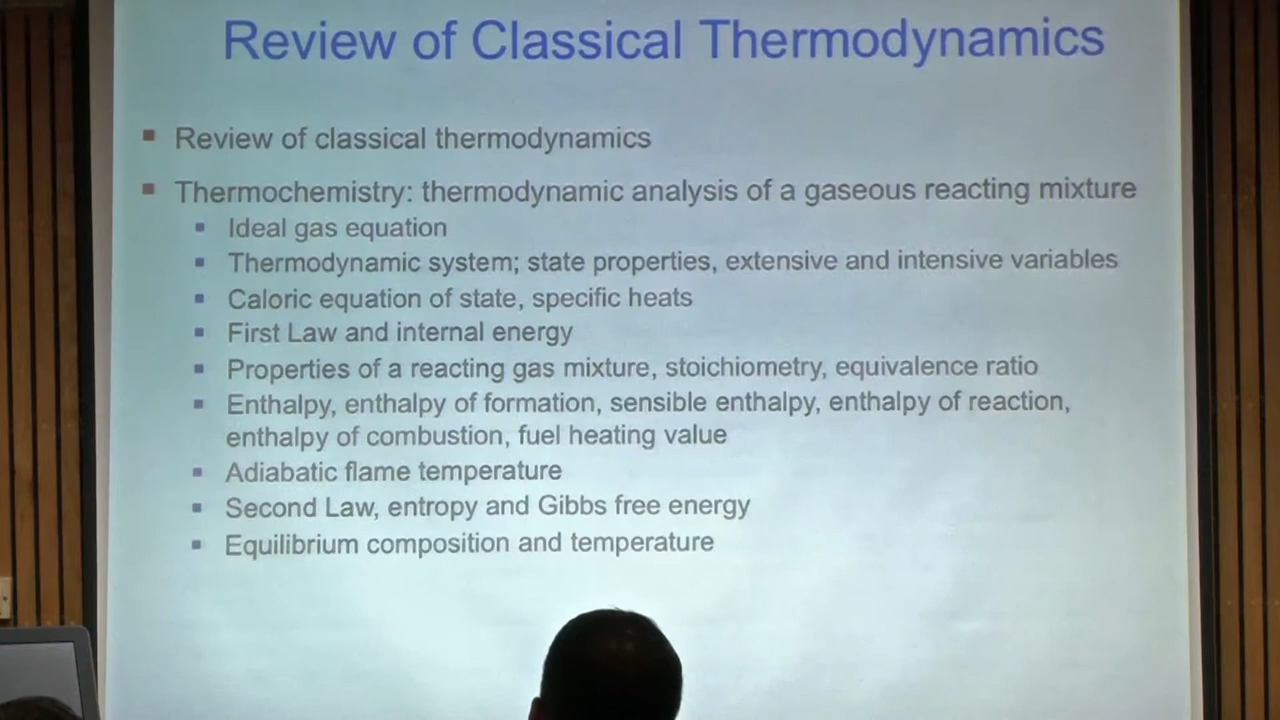 Review of Classical Thermodynamics
Review of classical thermodynamics
Thermochemistry: thermodynamic analysis of a gaseous reacting mixture
Ideal gas equation
Thermodynamic system; state properties, extensive and intensive variables
Caloric equation of state, specific heats
First Law and internal energy
Properties of a reacting gas mixture, stoichiometry, equivalence ratio
Enthalpy, enthalpy of formation, sensible enthalpy, enthalpy of reaction,
enthalpy of combustion, fuel heating value
Adiabatic flame temperature
Second Law, entropy and Gibbs free energy
Equilibrium composition and temperature